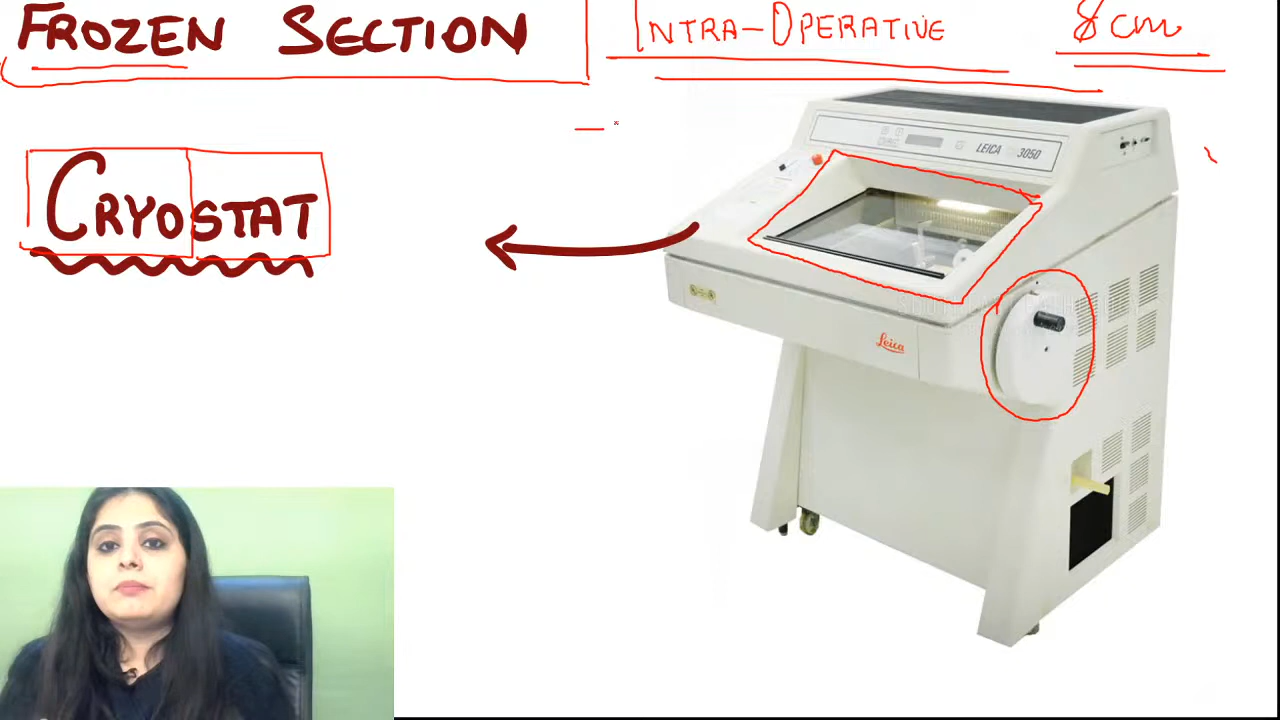 FROZEN SECTION
INTRA-OPERATIVE
8cm
LEICA 3050
CRYOSTAT
Leica